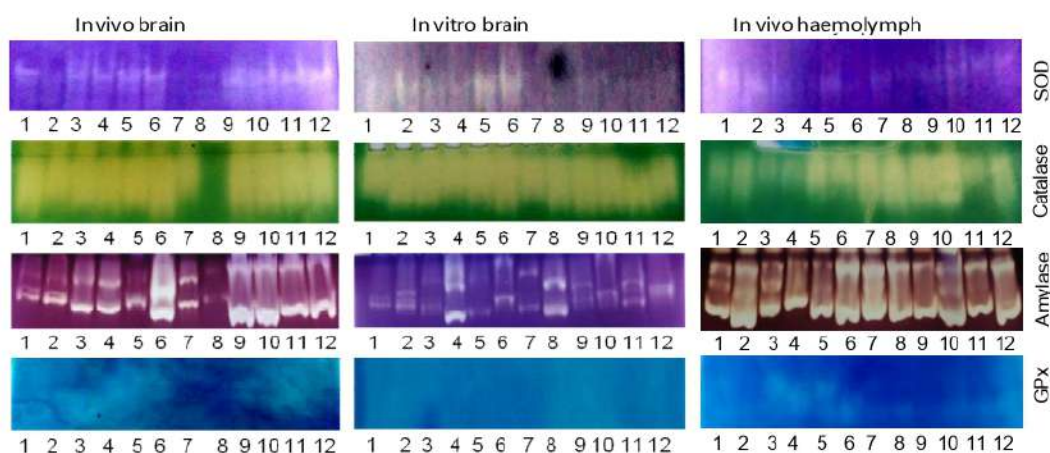 In vivo brain In vitro brain In vivo haemolymph
SOD
1 2 3 4 5 6 7 8 9 10 11 12 1 2 3 4 5 6 7 8 9 10 11 12 1 2 3 4 5 6 7 8 9 10 11 12
Catalase
1 2 3 4 5 6 7 8 9 10 11 12 1 2 3 4 5 6 7 8 9 10 11 12 1 2 3 4 5 6 7 8 9 10 11 12
Amylase
1 2 3 4 5 6 7 8 9 10 11 12 1 2 3 4 5 6 7 8 9 10 11 12 1 2 3 4 5 6 7 8 9 10 11 12
GPx
1 2 3 4 5 6 7 8 9 10 11 12 1 2 3 4 5 6 7 8 9 10 11 12 1 2 3 4 5 6 7 8 9 10 11 12